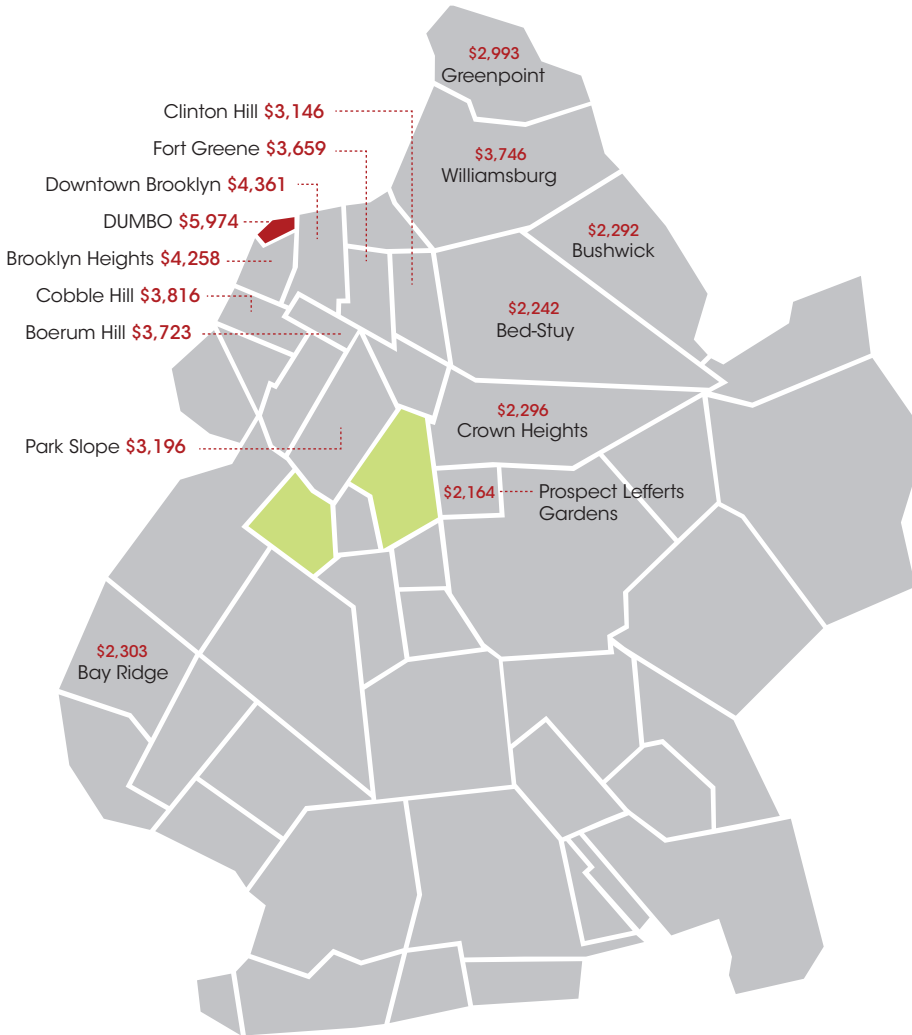 $2,993
Greenpoint
Clinton Hill $3,146
Fort Greene $3,659
$3,746
Williamsburg
Downtown Brooklyn $4,361
DUMBO $5,974
$2,292
Bushwick
Brooklyn Heights $4,258
Cobble Hill $3,816
$2,242
Bed-Stuy
Boerum Hill $3,723
$2,296
Crown Heights
Park Slope $3,196
$2,164 Prospect Lefferts
Gardens
$2,303
Bay Ridge